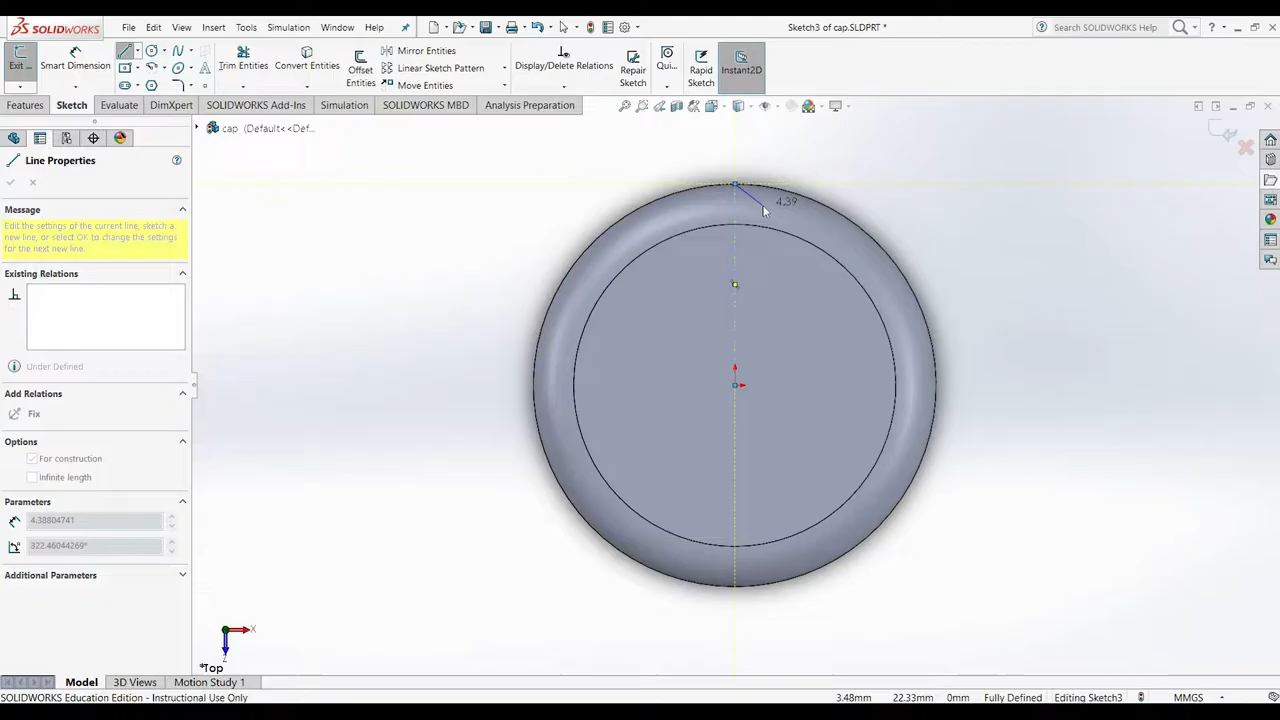 SOLIDWORKS File Edit View Insert Tools Simulation Window Help Sketch3 of cap.SLDPRT * Search SOLIDWORKS Help
Exit ... Smart Dimension Trim Entities Convert Entities Offset Entities Mirror Entities Linear Sketch Pattern Move Entities Display/Delete Relations Repair Sketch Qui... Rapid Sketch Instant2D
Features Sketch Evaluate DimXpert SOLIDWORKS Add-Ins Simulation SOLIDWORKS MBD Analysis Preparation
cap (Default<<Def...
Line Properties
Message
Edit the settings of the current line, sketch a
new line, or select OK to change the settings
for the next new line.
Existing Relations
Under Defined
Add Relations
Fix
Options
For construction
Infinite length
Parameters
4.38804741
322.46044269°
Additional Parameters
4.39
X
Z
*Top
Model 3D Views Motion Study 1
SOLIDWORKS Education Edition - Instructional Use Only 3.48mm 22.33mm 0mm Fully Defined Editing Sketch3 MMGS